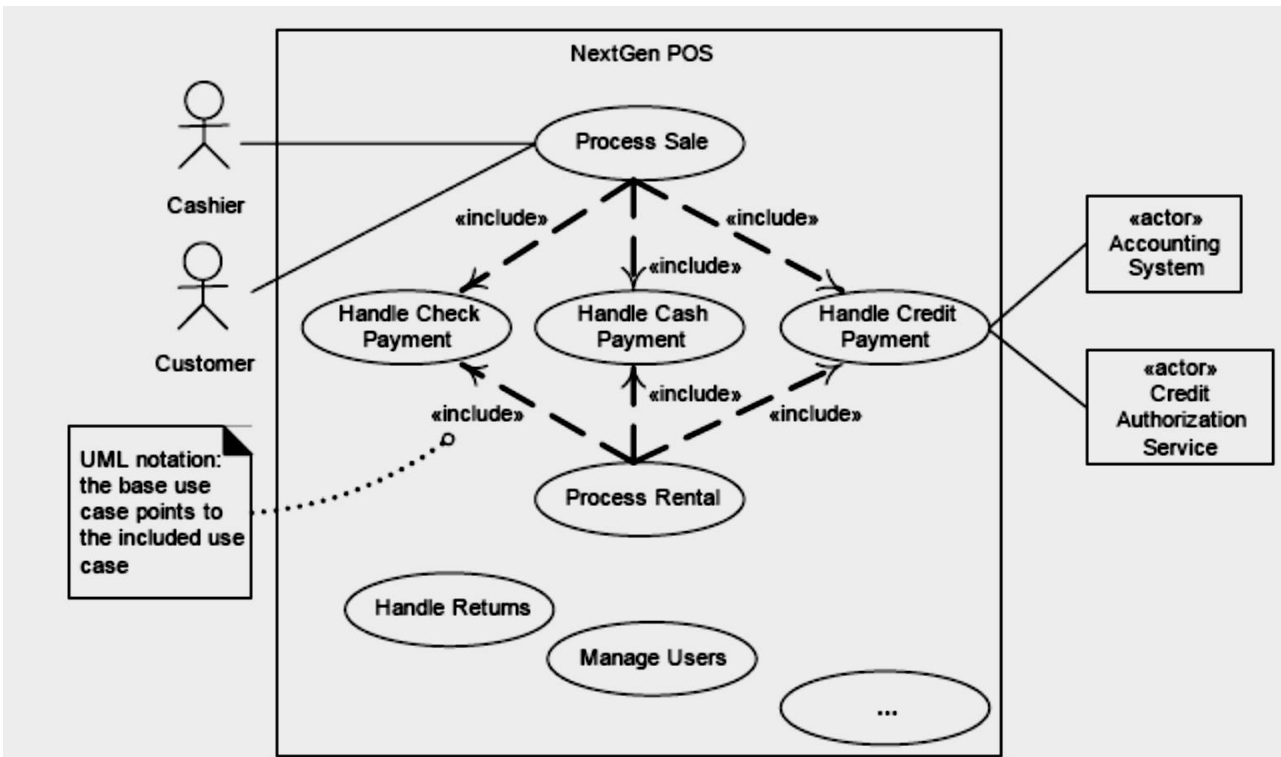 NextGen POS
Process Sale
Cashier
«include»
«include»
«include»
«actor»
Accounting
System
Handle Check
Payment
Handle Cash
Payment
Handle Credit
Payment
Customer
«actor»
Credit
Authorization
Service
«include»
«include»
«include»
UML notation:
the base use
case points to
the included use
case
Process Rental
Handle Returns
Manage Users
...